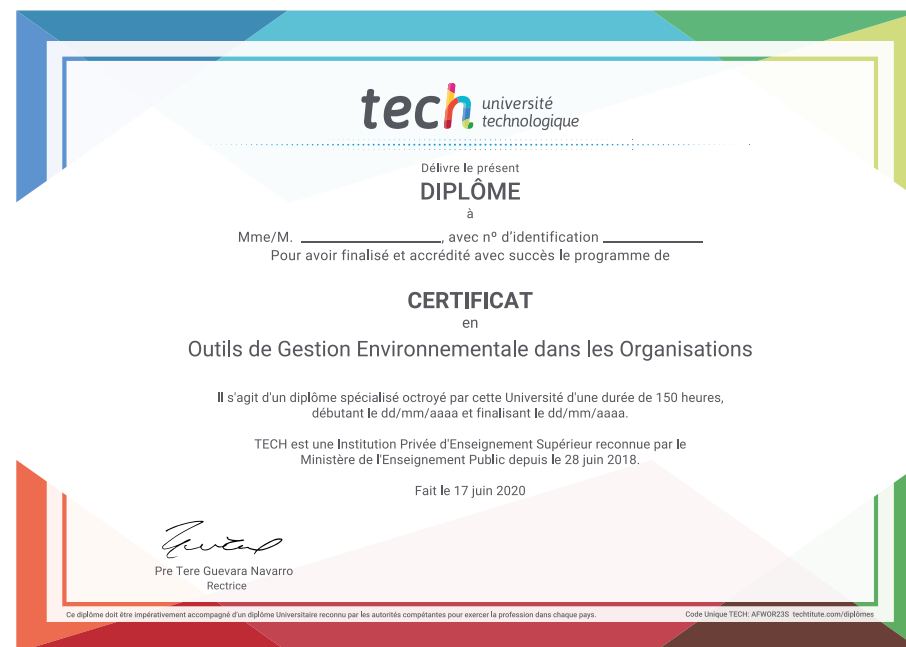 tech université
technologique
Délivre le présent
DIPLÔME
à
Mme/M. ____________________, avec nº d'identification ______________
Pour avoir finalisé et accrédité avec succès le programme de
CERTIFICAT
en
Outils de Gestion Environnementale dans les Organisations
Il s'agit d'un diplôme spécialisé octroyé par cette Université d'une durée de 150 heures,
débutant le dd/mm/aaaa et finalisant le dd/mm/aaaa.
TECH est une Institution Privée d'Enseignement Supérieur reconnue par le
Ministère de l'Enseignement Public depuis le 28 juin 2018.
Fait le 17 juin 2020
Pre Tere Guevara Navarro
Rectrice
Ce diplôme doit être impérativement accompagné d'un diplôme Universitaire reconnu par les autorités compétentes pour exercer la profession dans chaque pays. Code Unique TECH: AFWOR23S techtitute.com/diplômes